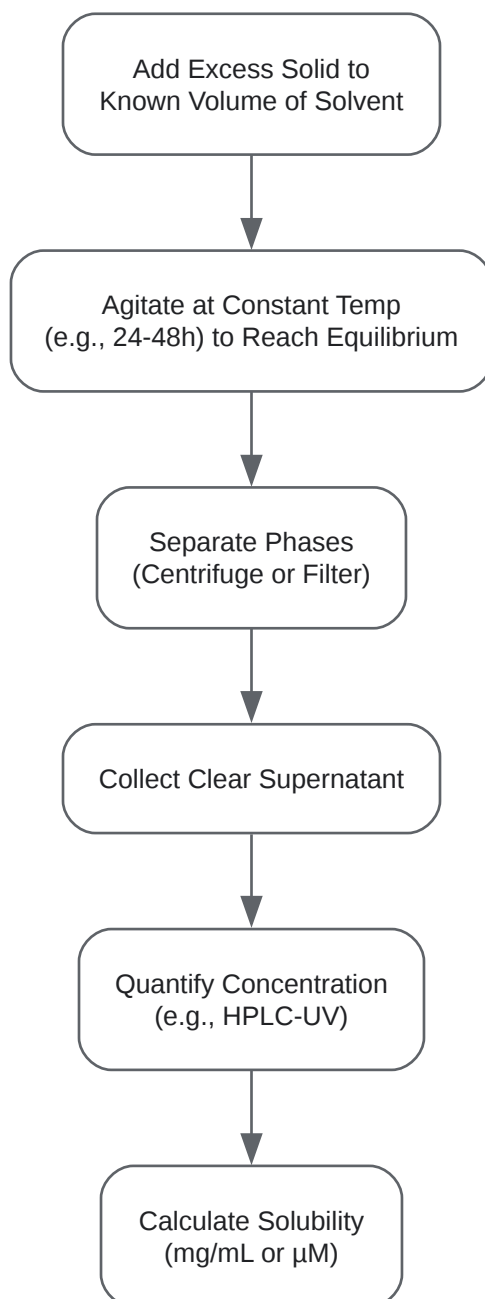 Add Excess Solid to
Known Volume of Solvent
Agitate at Constant Temp
(e.g., 24-48h) to Reach Equilibrium
Separate Phases
(Centrifuge or Filter)
Collect Clear Supernatant
Quantify Concentration
(e.g., HPLC-UV)
Calculate Solubility
(mg/mL or µM)